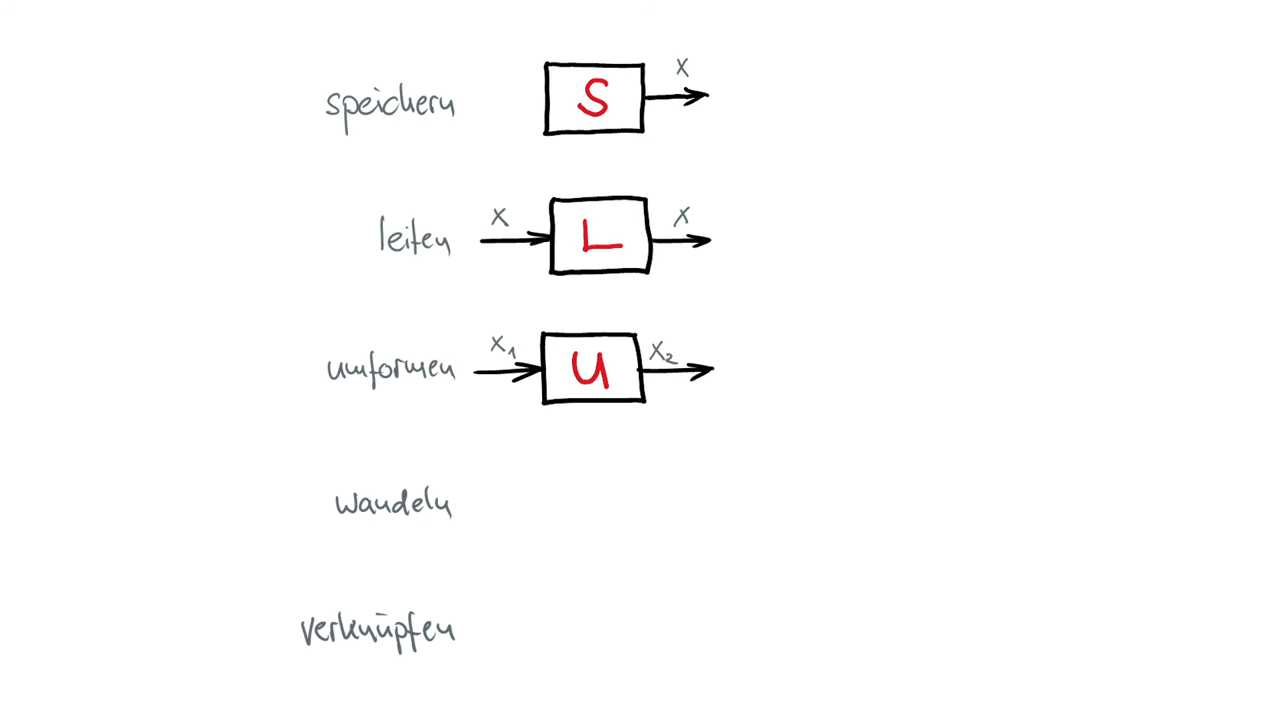 speichern S x
leiten x L x
umformen x₁ U x₂
wandeln
verknüpfen